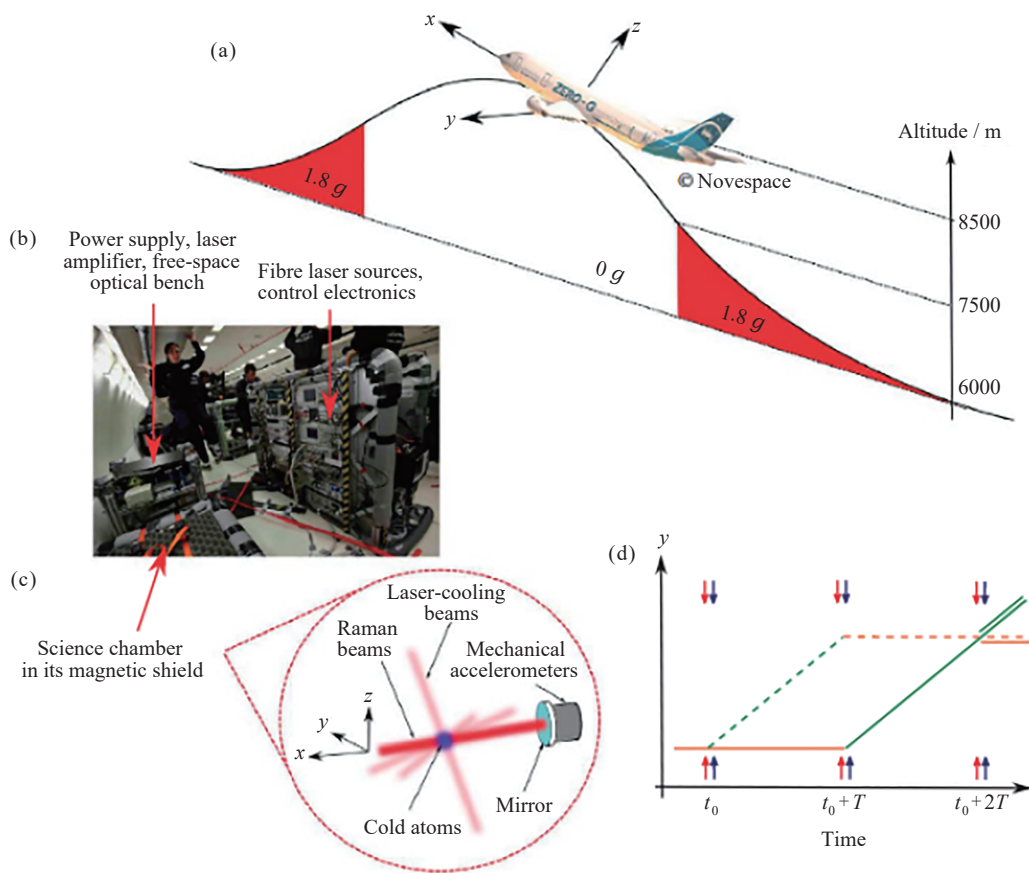 (a)
x
z
y
ZERO-G
Altitude / m
© Novespace
1.8 g
8500
0 g
7500
1.8 g
6000
(b)
Power supply, laser
amplifier, free-space
optical bench
Fibre laser sources,
control electronics
Science chamber
in its magnetic shield
(c)
Laser-cooling
beams
Raman
beams
Mechanical
accelerometers
z
y
x
Mirror
Cold atoms
(d)
y
t0
t0 + T
t0 + 2T
Time